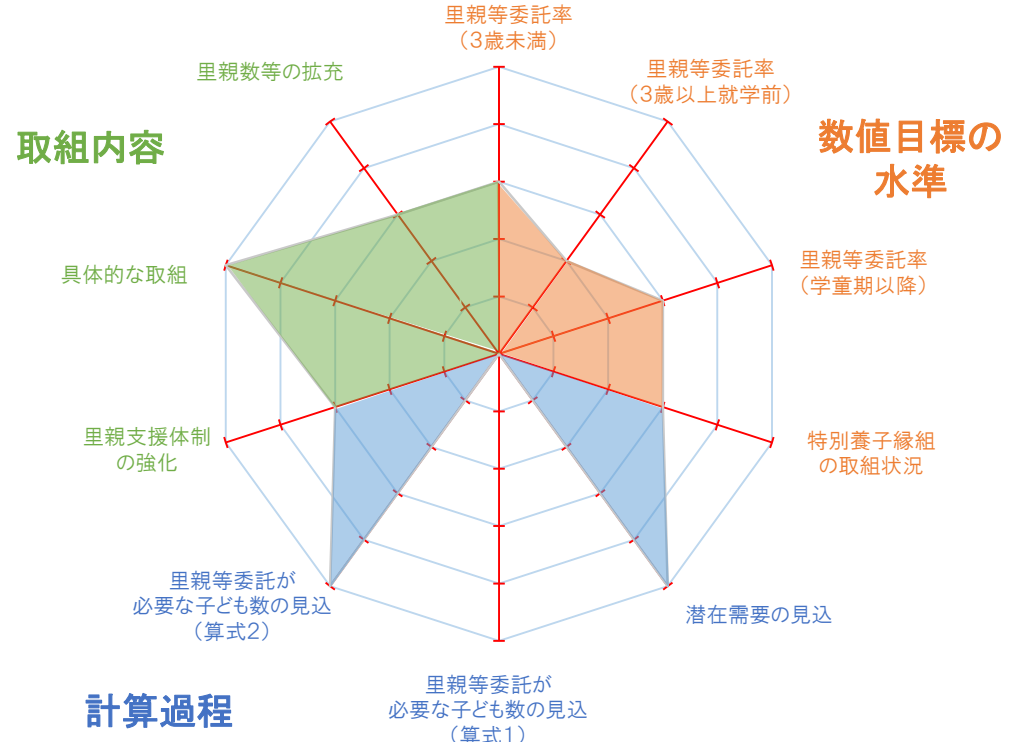 里親等委託率
（3歳未満）
里親等委託率
（3歳以上就学前）
数値目標の
水準
里親等委託率
（学童期以降）
特別養子縁組
の取組状況
潜在需要の見込
里親等委託が
必要な子ども数の見込
（算式1）
計算過程
里親等委託が
必要な子ども数の見込
（算式2）
里親支援体制
の強化
具体的な取組
取組内容
里親数等の拡充